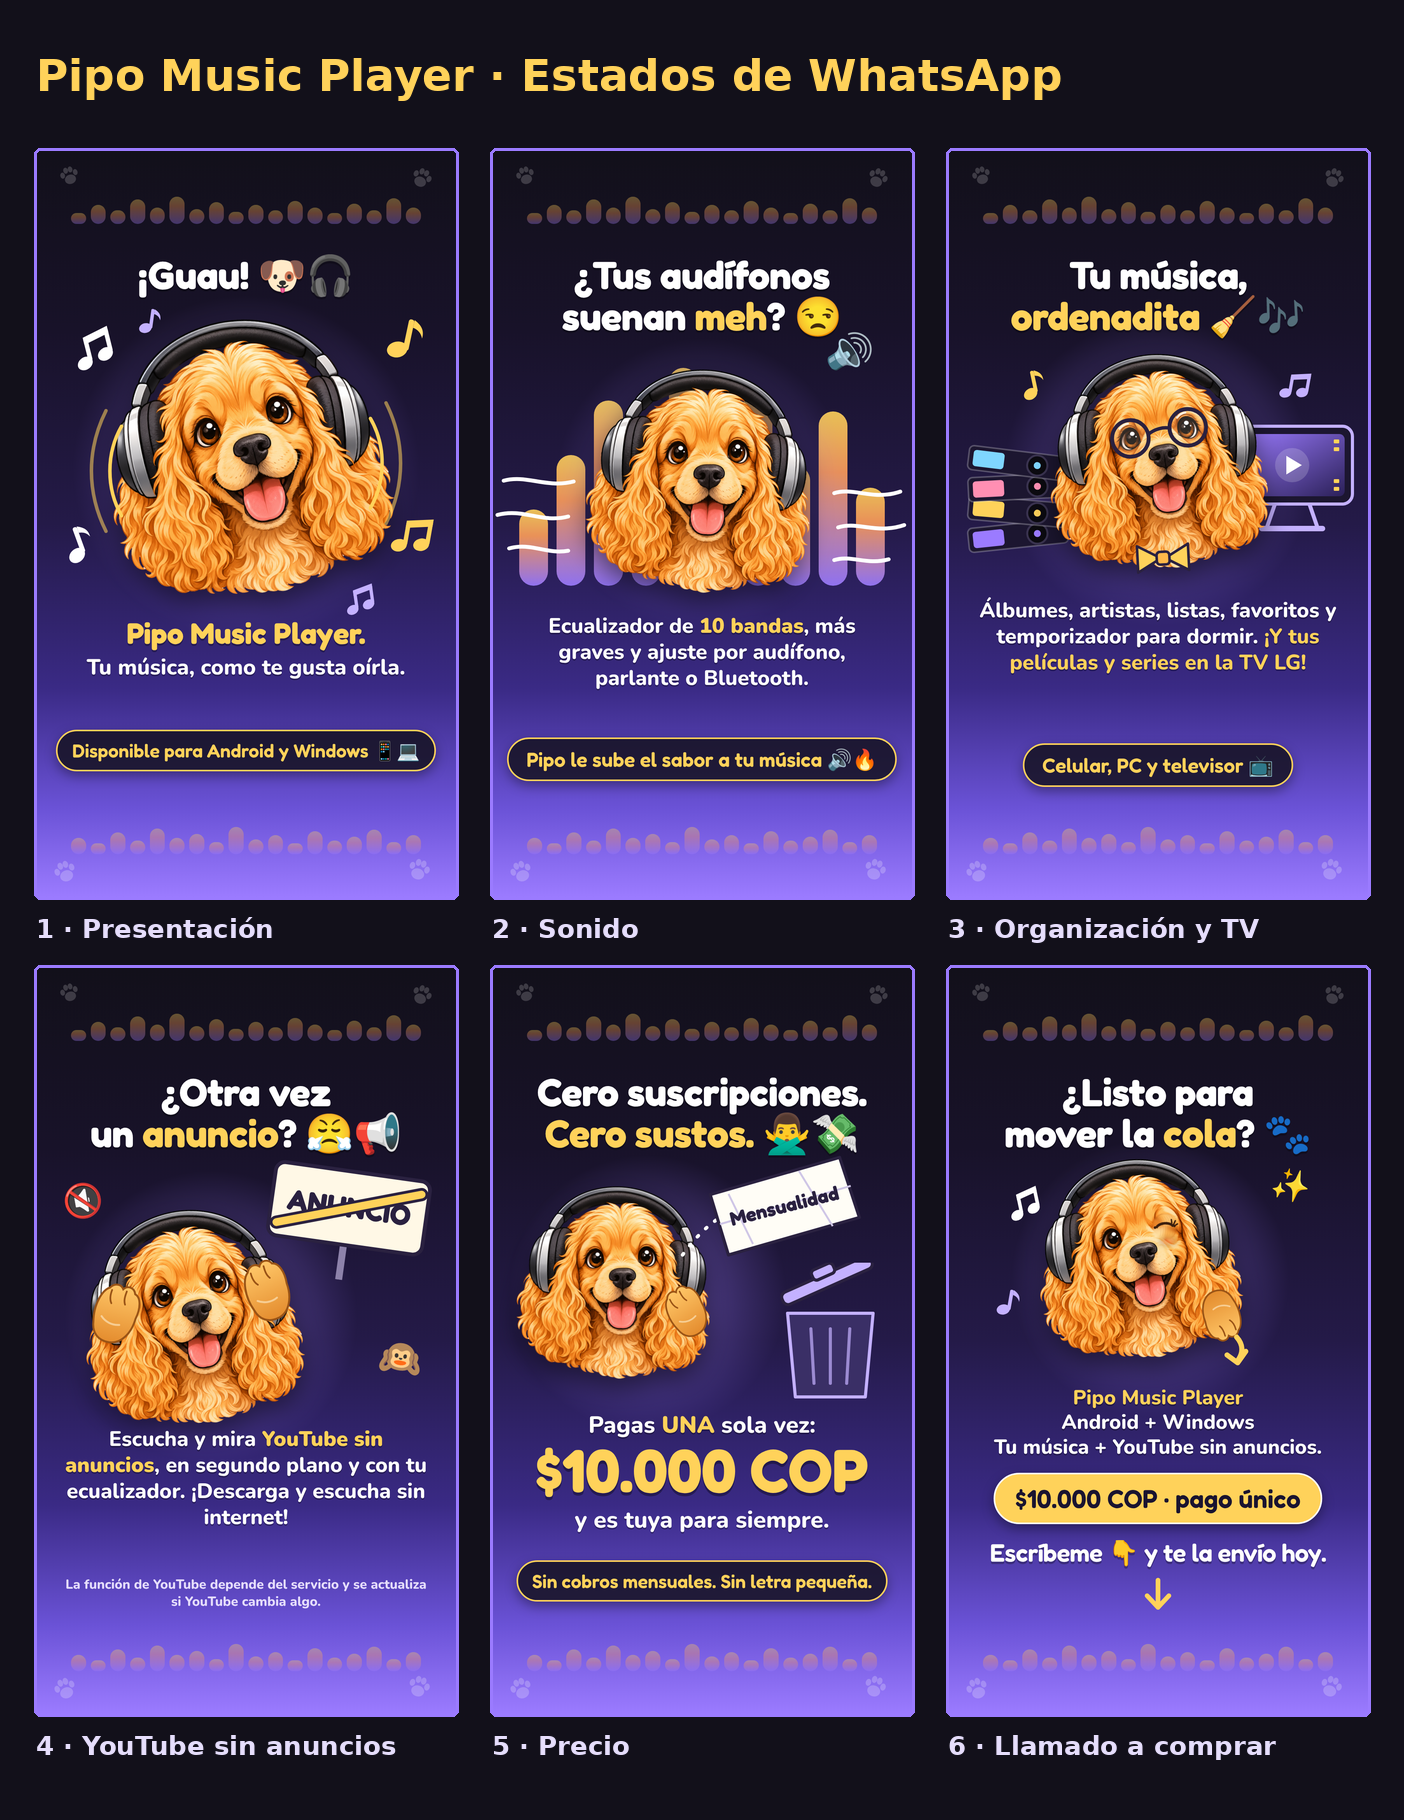 Pipo Music Player · Estados de WhatsApp
¡Guau! 🐶🎧
Pipo Music Player.
Tu música, como te gusta oírla.
Disponible para Android y Windows 📱💻
1 · Presentación
¿Tus audífonos
suenan meh? 😒
Ecualizador de 10 bandas, más
graves y ajuste por audífono,
parlante o Bluetooth.
Pipo le sube el sabor a tu música 🔊🔥
2 · Sonido
Tu música,
ordenadita 🧹🎶
Álbumes, artistas, listas, favoritos y
temporizador para dormir. ¡Y tus
películas y series en la TV LG!
Celular, PC y televisor 📺
3 · Organización y TV
¿Otra vez
un anuncio? 😤📢
ANUNCIO
Escucha y mira YouTube sin
anuncios, en segundo plano y con tu
ecualizador. ¡Descarga y escucha sin
internet!
La función de YouTube depende del servicio y se actualiza
si YouTube cambia algo.
4 · YouTube sin anuncios
Cero suscripciones.
Cero sustos. 🙅‍♂️💸
Mensualidad
Pagas UNA sola vez:
$10.000 COP
y es tuya para siempre.
Sin cobros mensuales. Sin letra pequeña.
5 · Precio
¿Listo para
mover la cola? 🐾
Pipo Music Player
Android + Windows
Tu música + YouTube sin anuncios.
$10.000 COP · pago único
Escríbeme 👇 y te la envío hoy.
6 · Llamado a comprar